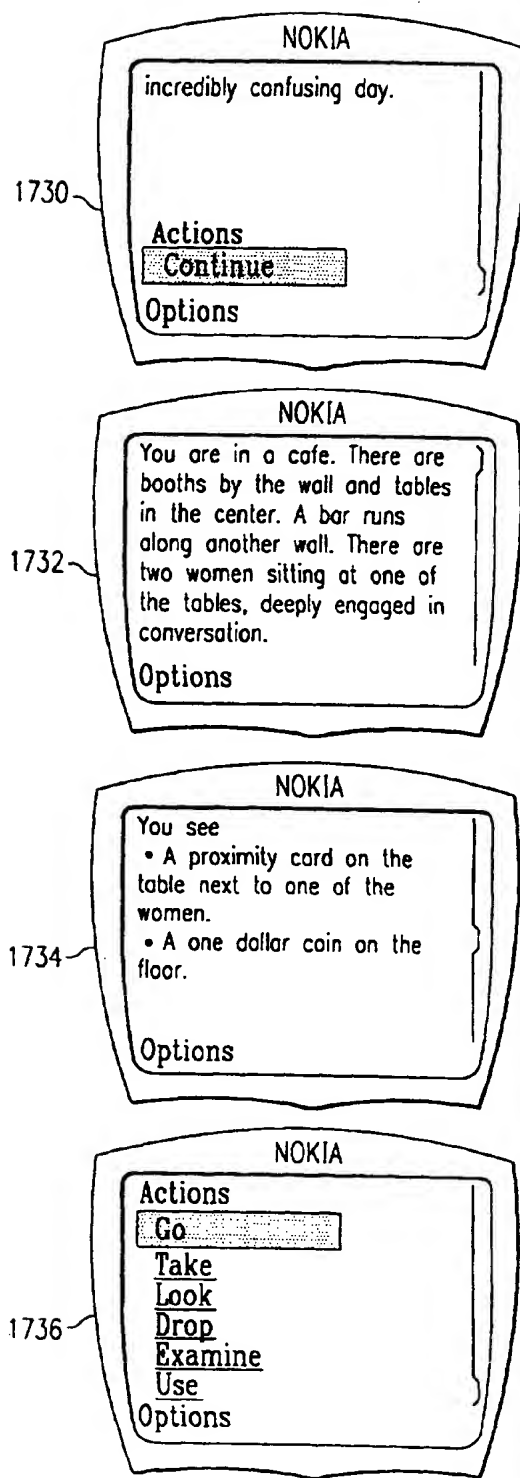 NOKIA
incredibly confusing day.
1730
Actions
Continue
Options
NOKIA
You are in a cafe. There are
booths by the wall and tables
in the center. A bar runs
along another wall. There are
two women sitting at one of
the tables, deeply engaged in
conversation.
1732
Options
NOKIA
You see
• A proximity card on the
table next to one of the
women.
• A one dollar coin on the
floor.
1734
Options
NOKIA
Actions
Go
Take
Look
Drop
Examine
Use
1736
Options